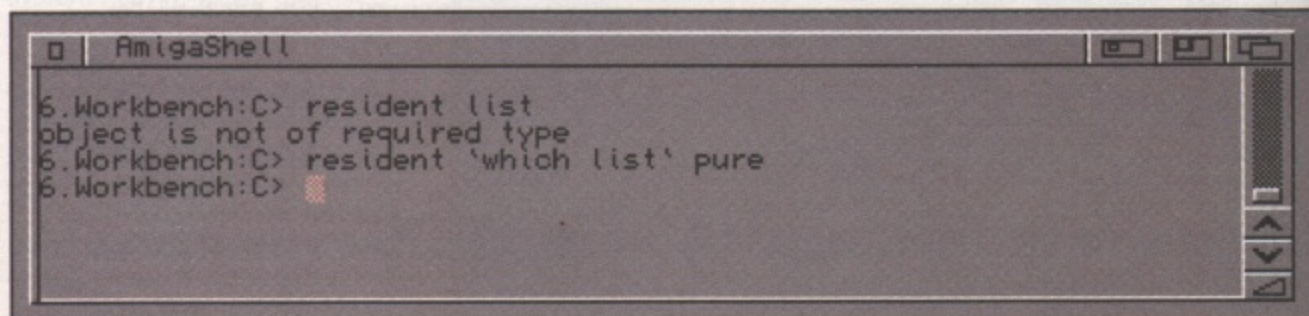 AmigaShell
6.Workbench:C> resident list
object is not of required type
6.Workbench:C> resident `which list` pure
6.Workbench:C>